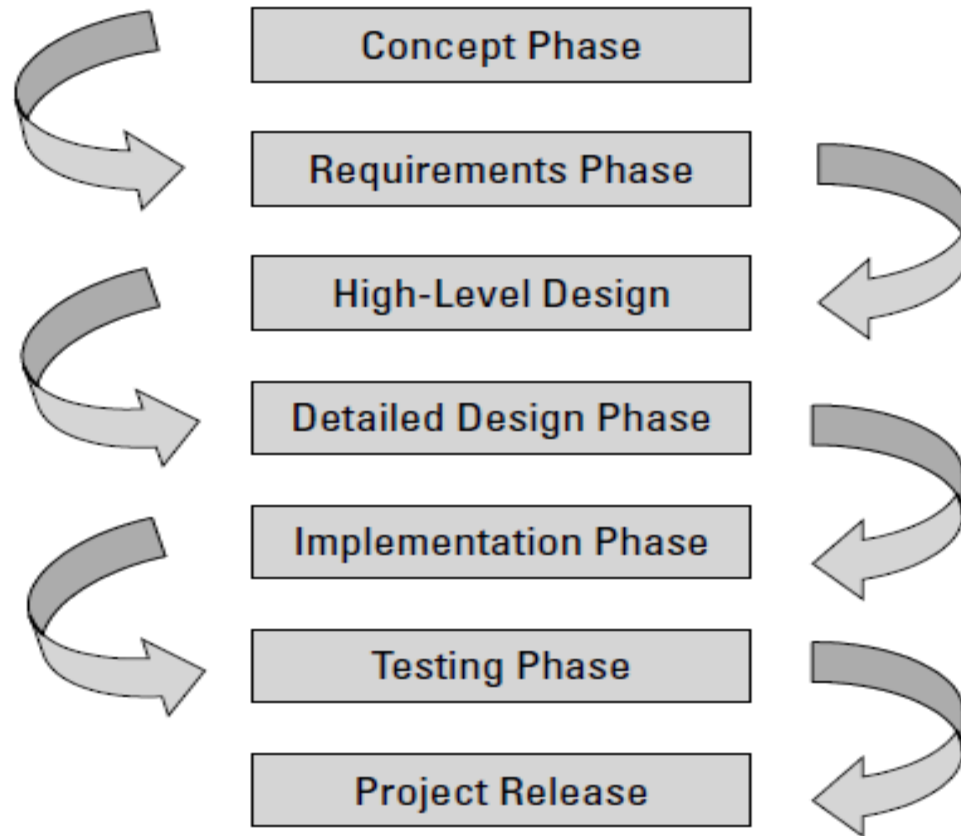 Concept Phase
Requirements Phase
High-Level Design
Detailed Design Phase
Implementation Phase
Testing Phase
Project Release